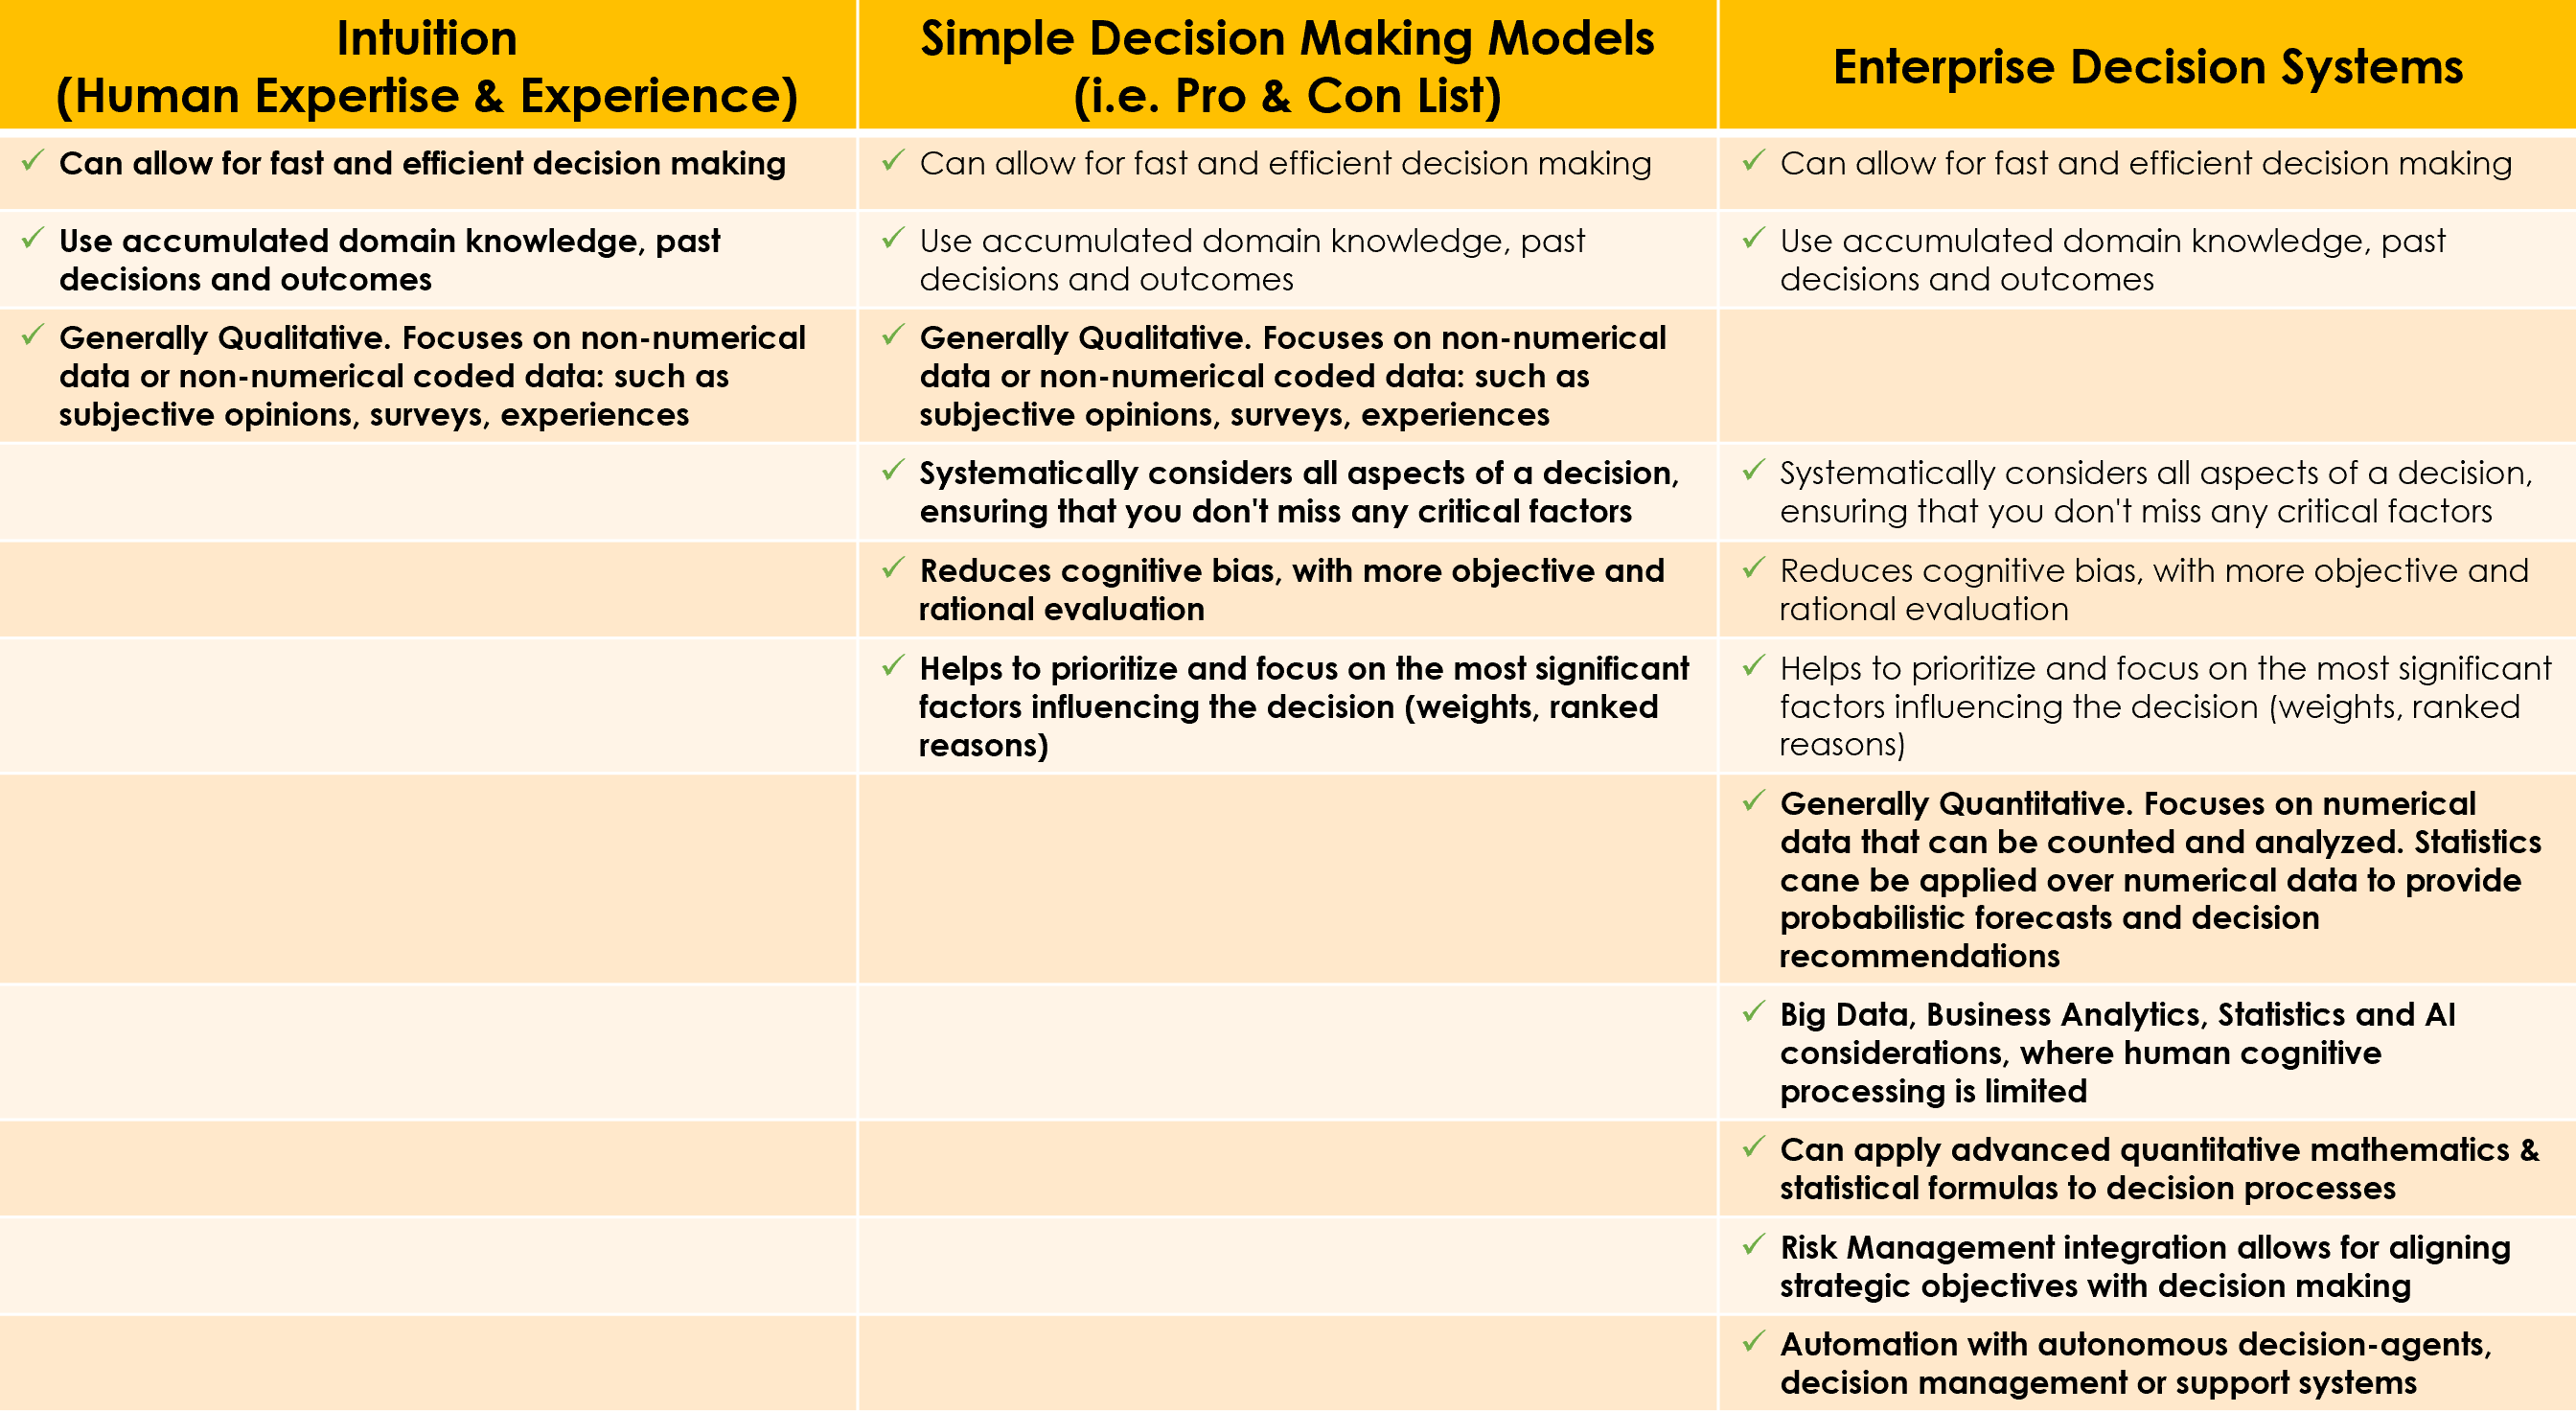 Intuition
(Human Expertise & Experience)
Simple Decision Making Models
(i.e. Pro & Con List)
Enterprise Decision Systems
Can allow for fast and efficient decision making
Can allow for fast and efficient decision making
Can allow for fast and efficient decision making
Use accumulated domain knowledge, past
decisions and outcomes
Use accumulated domain knowledge, past
decisions and outcomes
Use accumulated domain knowledge, past
decisions and outcomes
Generally Qualitative. Focuses on non-numerical
data or non-numerical coded data: such as
subjective opinions, surveys, experiences
Generally Qualitative. Focuses on non-numerical
data or non-numerical coded data: such as
subjective opinions, surveys, experiences
Systematically considers all aspects of a decision,
ensuring that you don't miss any critical factors
Systematically considers all aspects of a decision,
ensuring that you don't miss any critical factors
Reduces cognitive bias, with more objective and
rational evaluation
Reduces cognitive bias, with more objective and
rational evaluation
Helps to prioritize and focus on the most significant
factors influencing the decision (weights, ranked
reasons)
Helps to prioritize and focus on the most significant
factors influencing the decision (weights, ranked
reasons)
Generally Quantitative. Focuses on numerical
data that can be counted and analyzed. Statistics
cane be applied over numerical data to provide
probabilistic forecasts and decision
recommendations
Big Data, Business Analytics, Statistics and AI
considerations, where human cognitive
processing is limited
Can apply advanced quantitative mathematics &
statistical formulas to decision processes
Risk Management integration allows for aligning
strategic objectives with decision making
Automation with autonomous decision-agents,
decision management or support systems